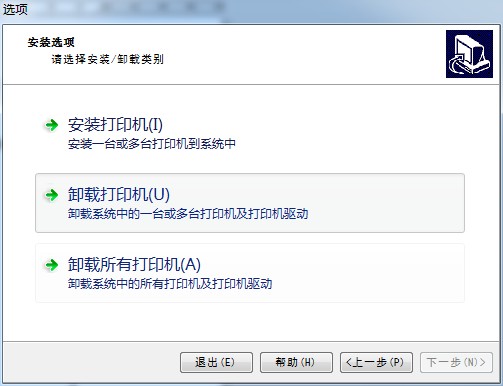 选项
安装选项
请选择安装/卸载类别
安装打印机(I)
安装一台或多台打印机到系统中
卸载打印机(U)
卸载系统中的一台或多台打印机及打印机驱动
卸载所有打印机(A)
卸载系统中的所有打印机及打印机驱动
退出(E) 帮助(H) <上一步(P) 下一步(N)>